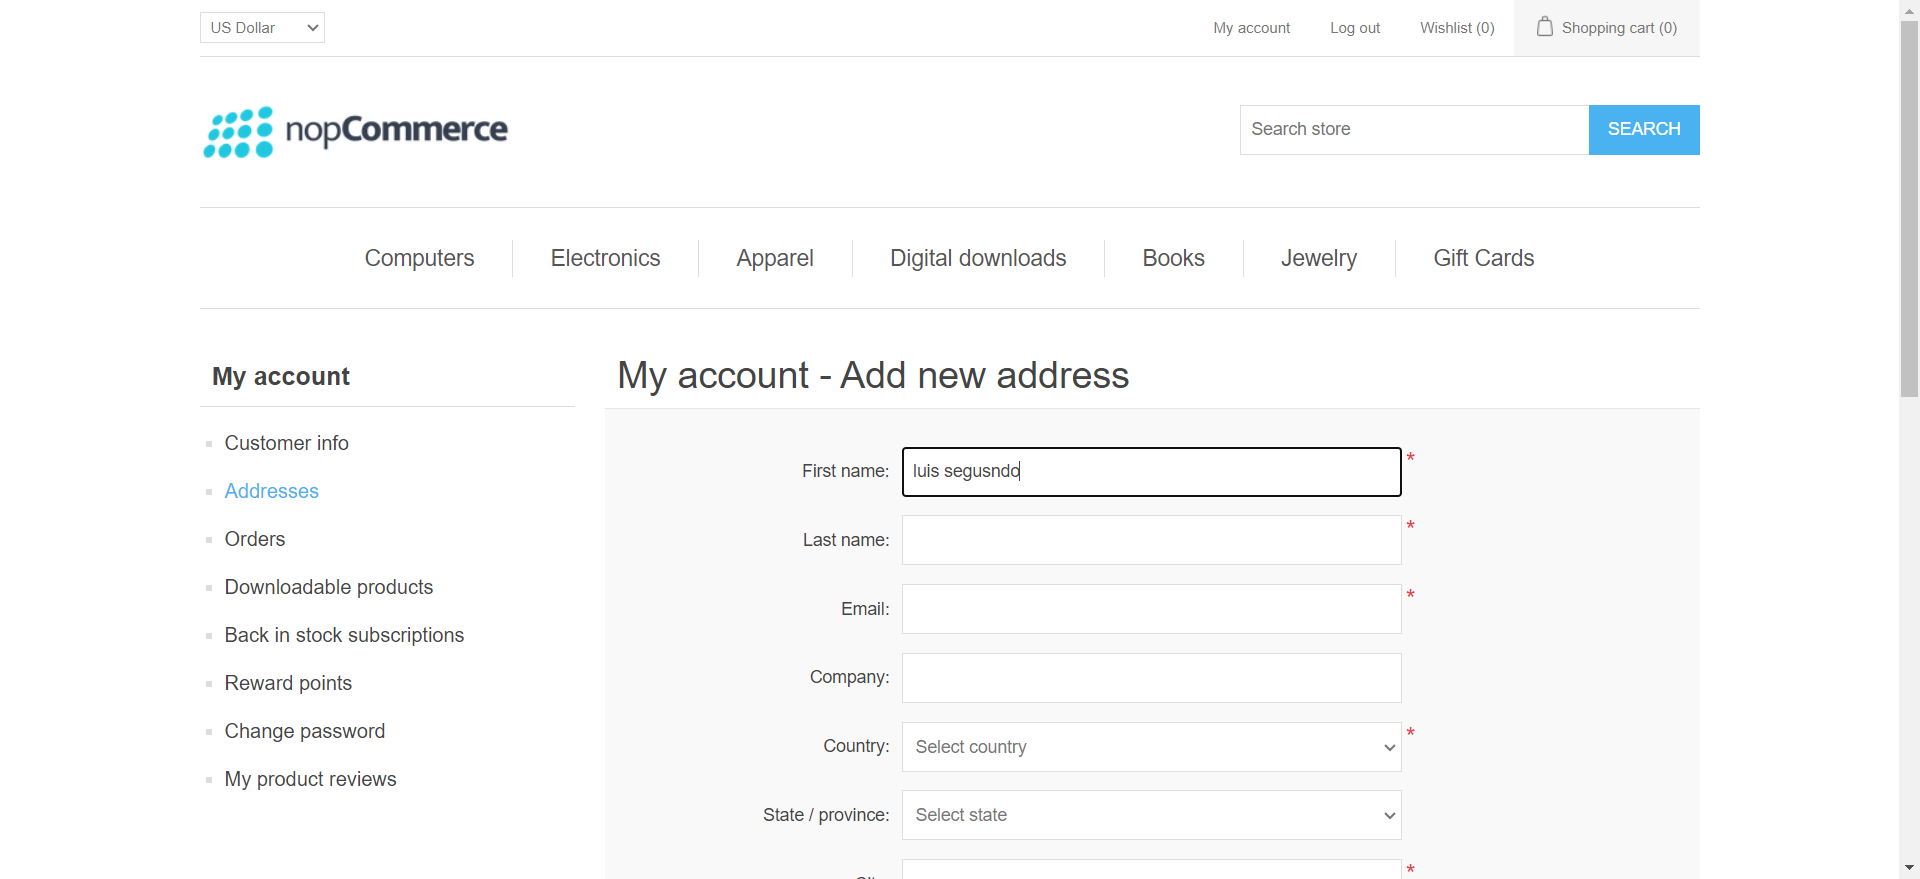 US Dollar My account Log out Wishlist (0) Shopping cart (0)
nopCommerce Search store SEARCH
Computers Electronics Apparel Digital downloads Books Jewelry Gift Cards
My account
Customer info
Addresses
Orders
Downloadable products
Back in stock subscriptions
Reward points
Change password
My product reviews
My account - Add new address
First name: luis segusndo *
Last name: *
Email: *
Company:
Country: Select country *
State / province: Select state
*